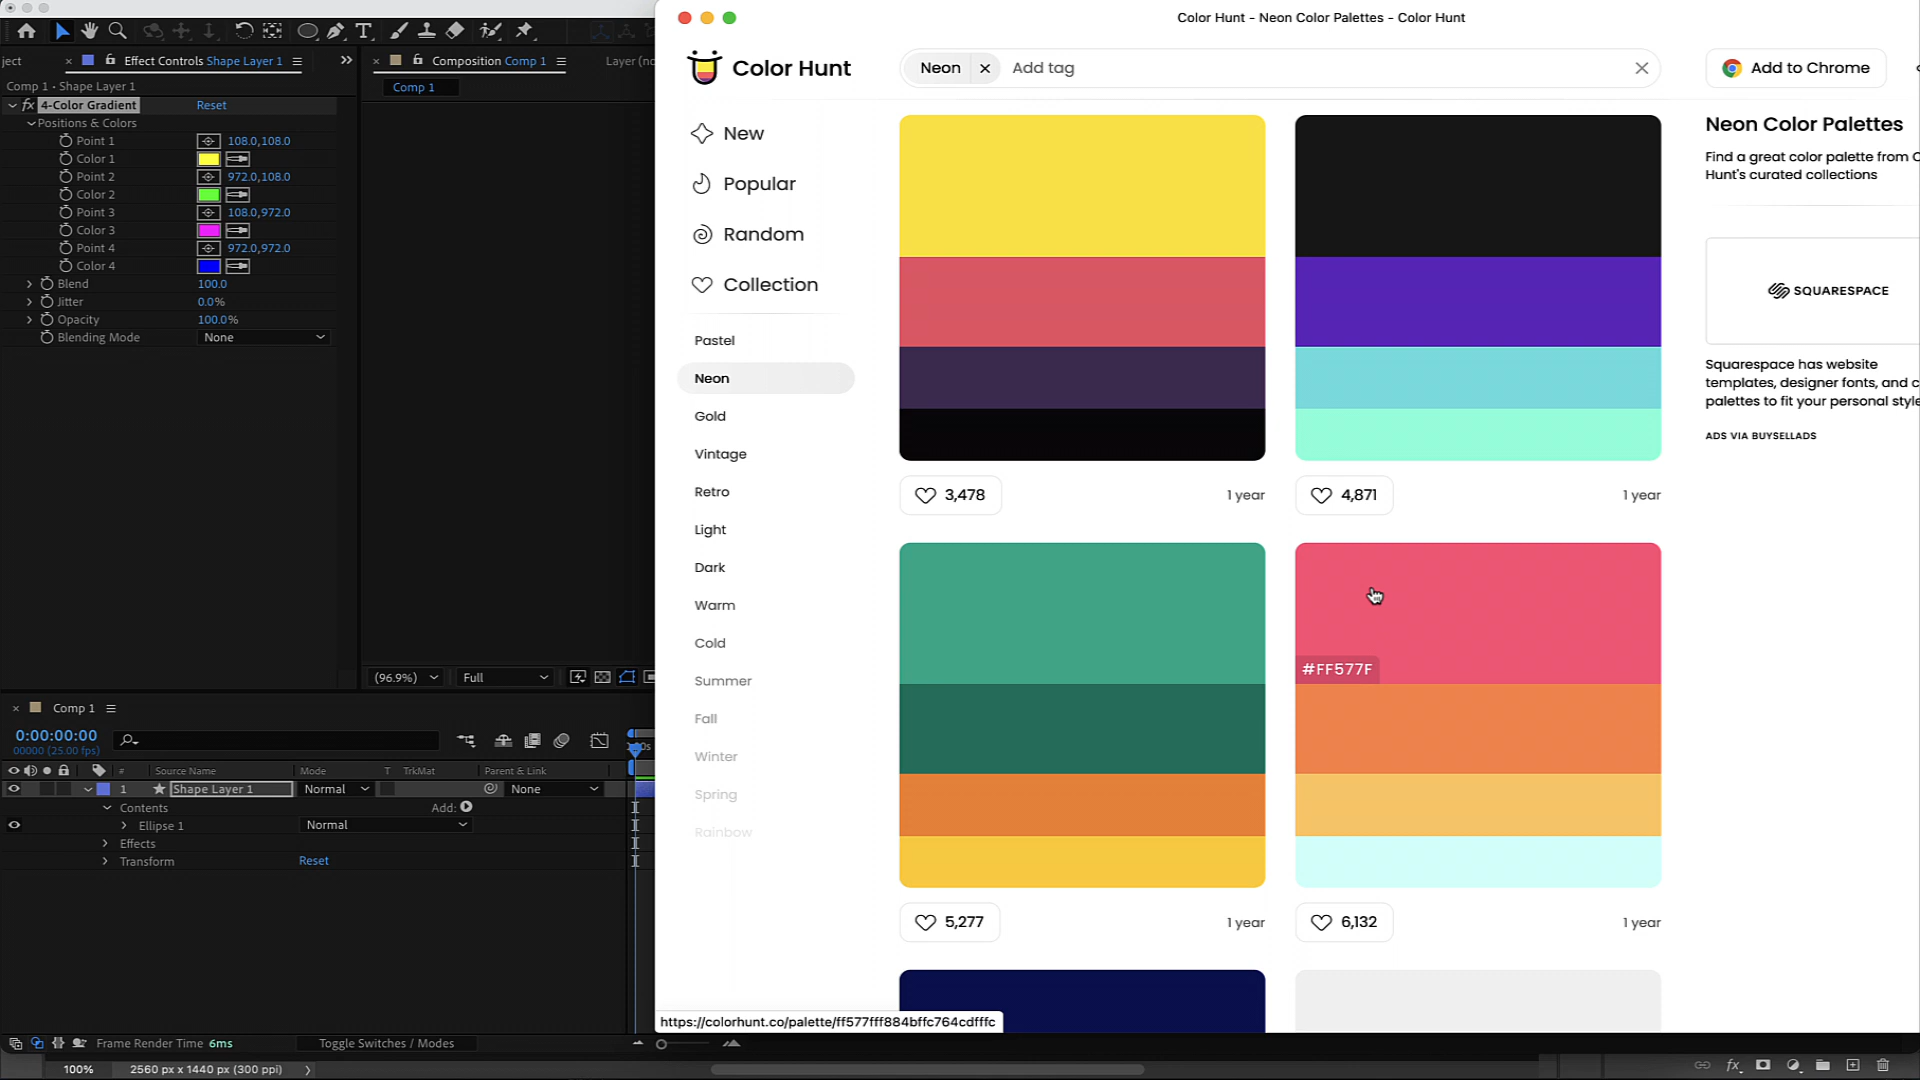 Color Hunt - Neon Color Palettes - Color Hunt
ject
Effect Controls Shape Layer 1
Composition Comp 1
Layer (no
Comp 1 • Shape Layer 1
Comp 1
fx 4-Color Gradient Reset
Positions & Colors
Point 1 108.0,108.0
Color 1
Point 2 972.0,108.0
Color 2
Point 3 108.0,972.0
Color 3
Point 4 972.0,972.0
Color 4
Blend 100.0
Jitter 0.0%
Opacity 100.0%
Blending Mode None
(96.9%) Full
Comp 1
0:00:00:00
00000 (25.00 fps)
# Source Name Mode T TrkMat Parent & Link
1 Shape Layer 1 Normal None
Contents Add:
Ellipse 1 Normal
Effects
Transform Reset
Frame Render Time 6ms Toggle Switches / Modes
100% 2560 px x 1440 px (300 ppi)
Color Hunt
Neon Add tag
Add to Chrome
New
Popular
Random
Collection
Pastel
Neon
Gold
Vintage
Retro
Light
Dark
Warm
Cold
Summer
Fall
Winter
Spring
Rainbow
3,478 1 year
4,871 1 year
#FF577F
5,277 1 year
6,132 1 year
Neon Color Palettes
Find a great color palette from C
Hunt's curated collections
SQUARESPACE
Squarespace has website
templates, designer fonts, and c
palettes to fit your personal style
ADS VIA BUYSELLADS
https://colorhunt.co/palette/ff577fff884bffc764cdfffc
fx